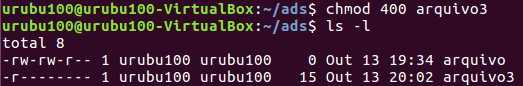 urubu100@urubu100-VirtualBox:~/ads$ chmod 400 arquivo3
urubu100@urubu100-VirtualBox:~/ads$ ls -l
total 8
-rw-rw-r-- 1 urubu100 urubu100  0 Out 13 19:34 arquivo
-r-------- 1 urubu100 urubu100 15 Out 13 20:02 arquivo3